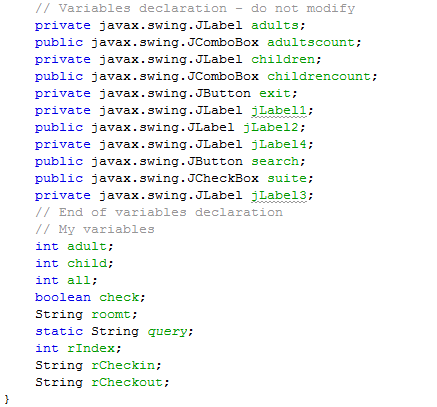 // Variables declaration - do not modify
private javax.swing.JLabel adults;
public javax.swing.JComboBox adultscount;
private javax.swing.JLabel children;
public javax.swing.JComboBox childrencount;
private javax.swing.JButton exit;
private javax.swing.JLabel jLabel1;
public javax.swing.JLabel jLabel2;
private javax.swing.JLabel jLabel4;
public javax.swing.JButton search;
public javax.swing.JCheckBox suite;
private javax.swing.JLabel jLabel3;
// End of variables declaration
// My variables
int adult;
int child;
int all;
boolean check;
String roomt;
static String query;
int rIndex;
String rCheckin;
String rCheckout;
}